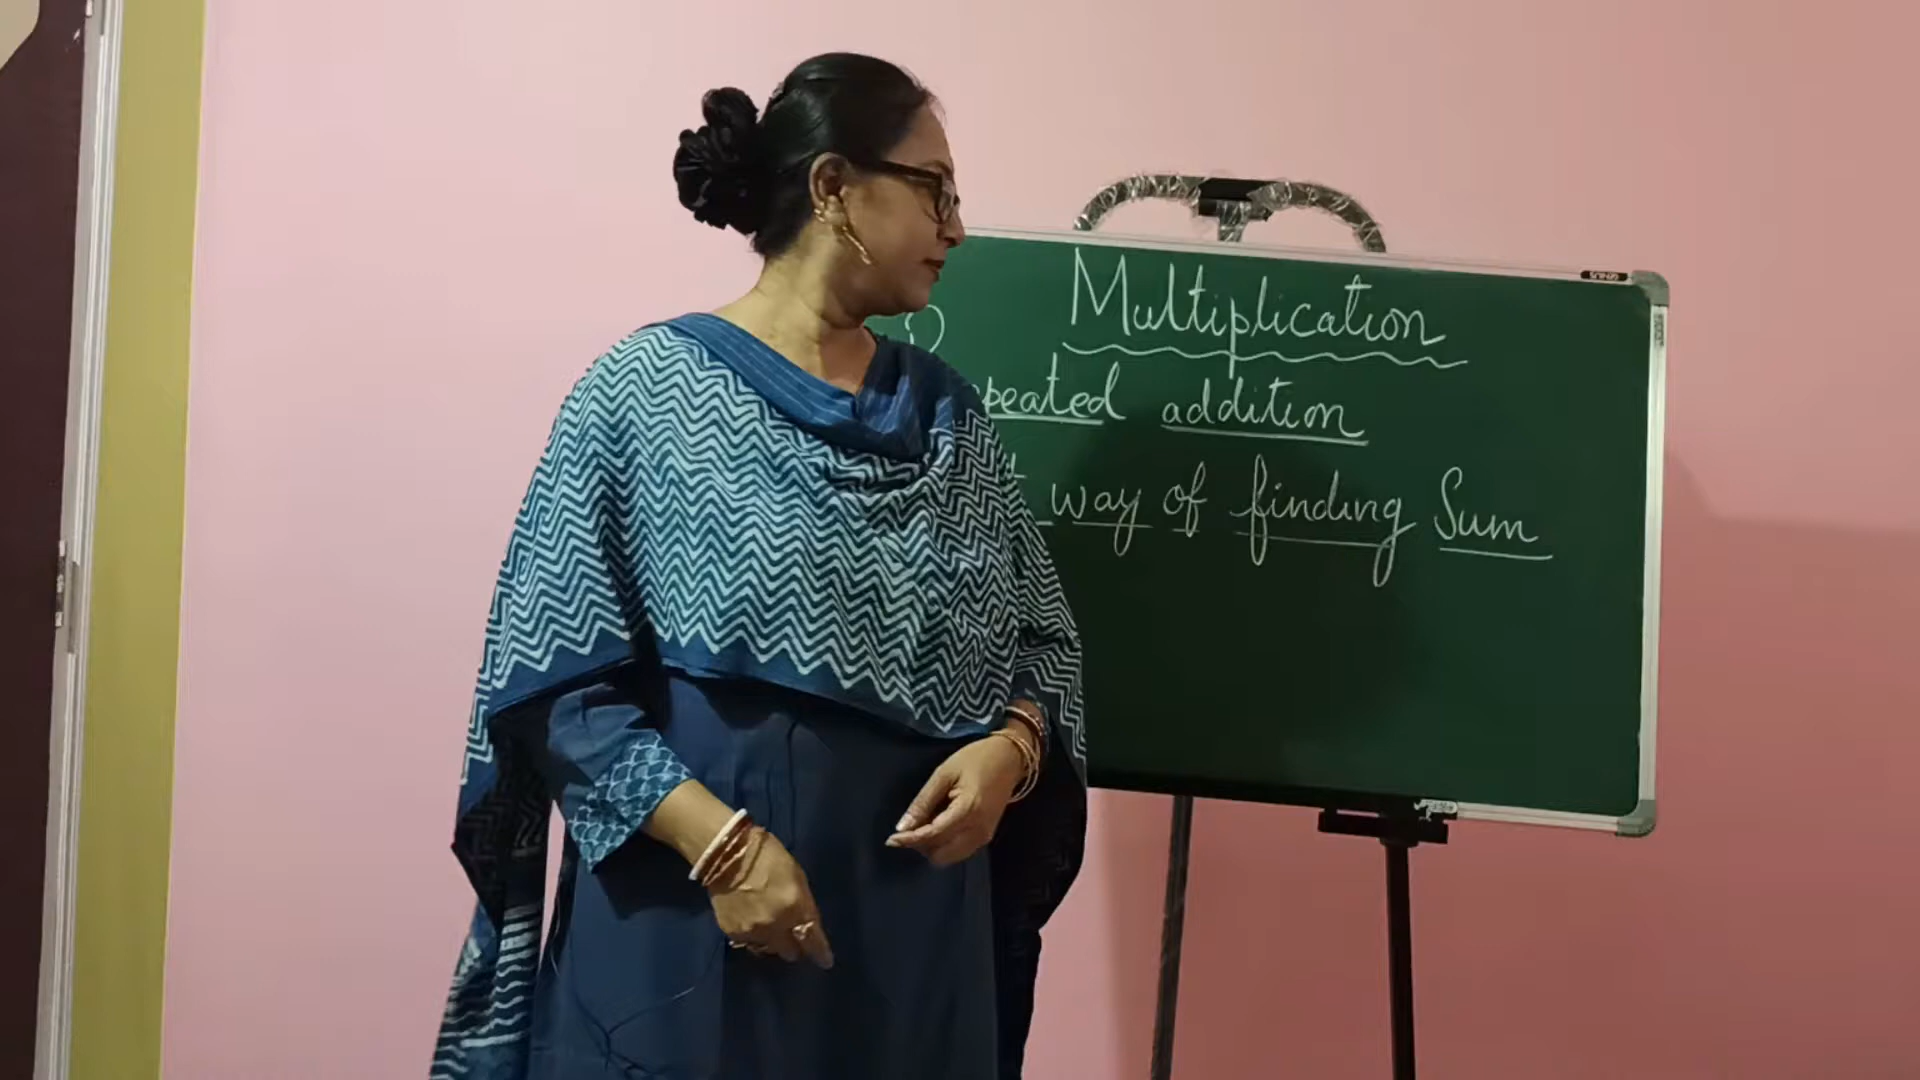 Multiplication
peated addition
way of finding Sum